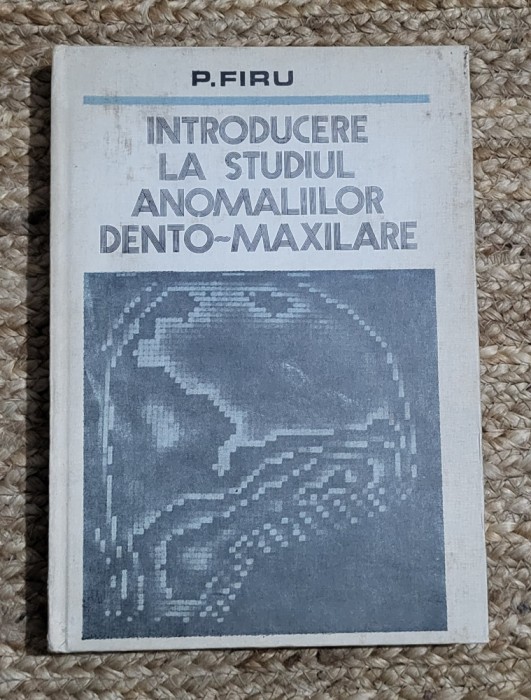 P. FIRU
INTRODUCERE
LA STUDIUL
ANOMALIILOR
DENTO-MAXILARE